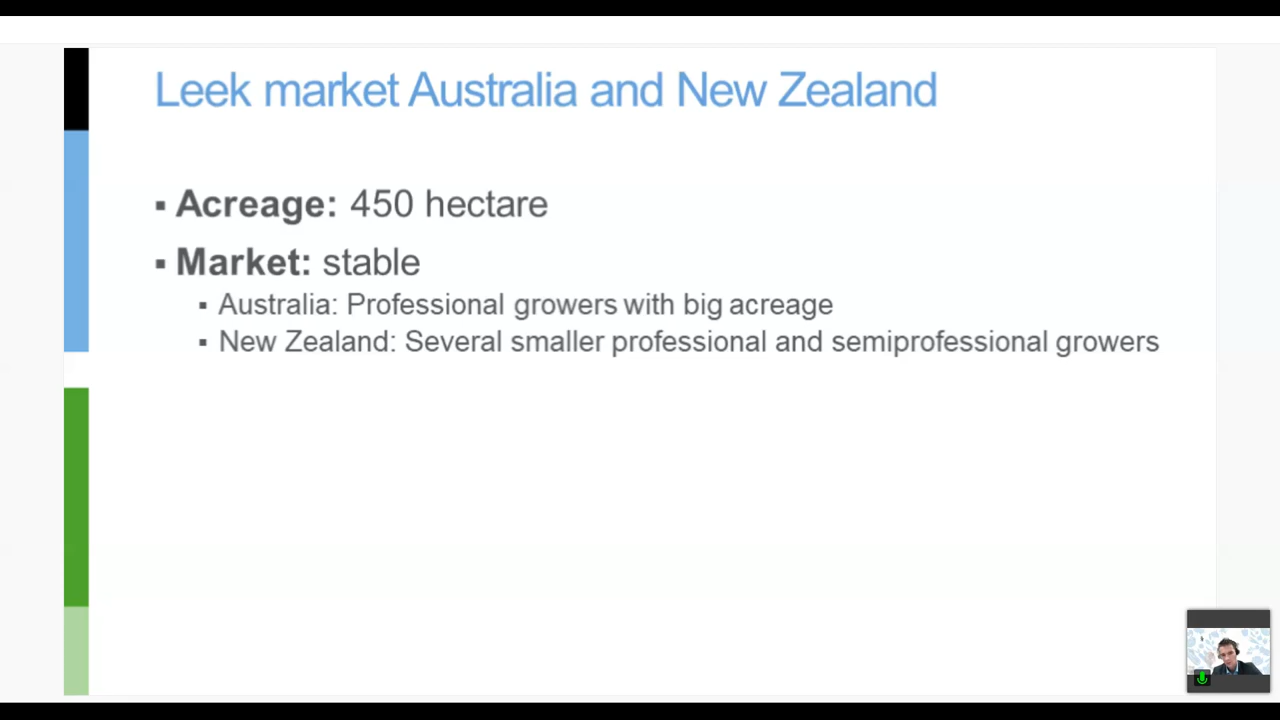 Leek market Australia and New Zealand
▪ Acreage: 450 hectare
▪ Market: stable
▪ Australia: Professional growers with big acreage
▪ New Zealand: Several smaller professional and semiprofessional growers